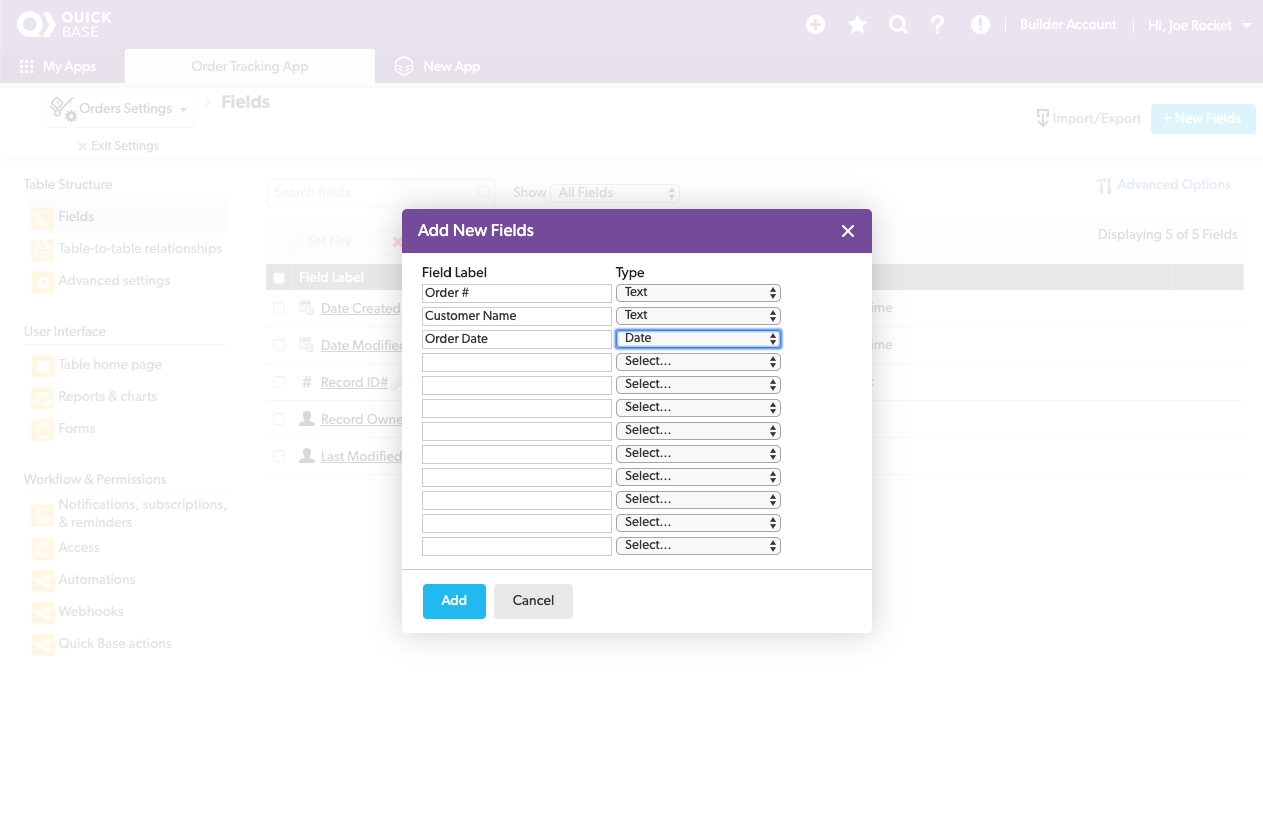 QUICK
BASE
Builder Account
Hi, Joe Rocket
My Apps
Order Tracking App
New App
Orders Settings
> Fields
Import/Export
+ New Fields
× Exit Settings
Table Structure
Fields
Table-to-table relationships
Advanced settings
User Interface
Table home page
Reports & charts
Forms
Workflow & Permissions
Notifications, subscriptions,
& reminders
Access
Automations
Webhooks
Quick Base actions
Search fields
Show All Fields
Advanced Options
Set Key
Displaying 5 of 5 Fields
Field Label
Date Created
Date Modified
# Record ID#
Record Owne
Last Modified
Add New Fields
Field Label Type
Order # Text
Customer Name Text
Order Date Date
Select...
Select...
Select...
Select...
Select...
Select...
Select...
Select...
Select...
Add Cancel